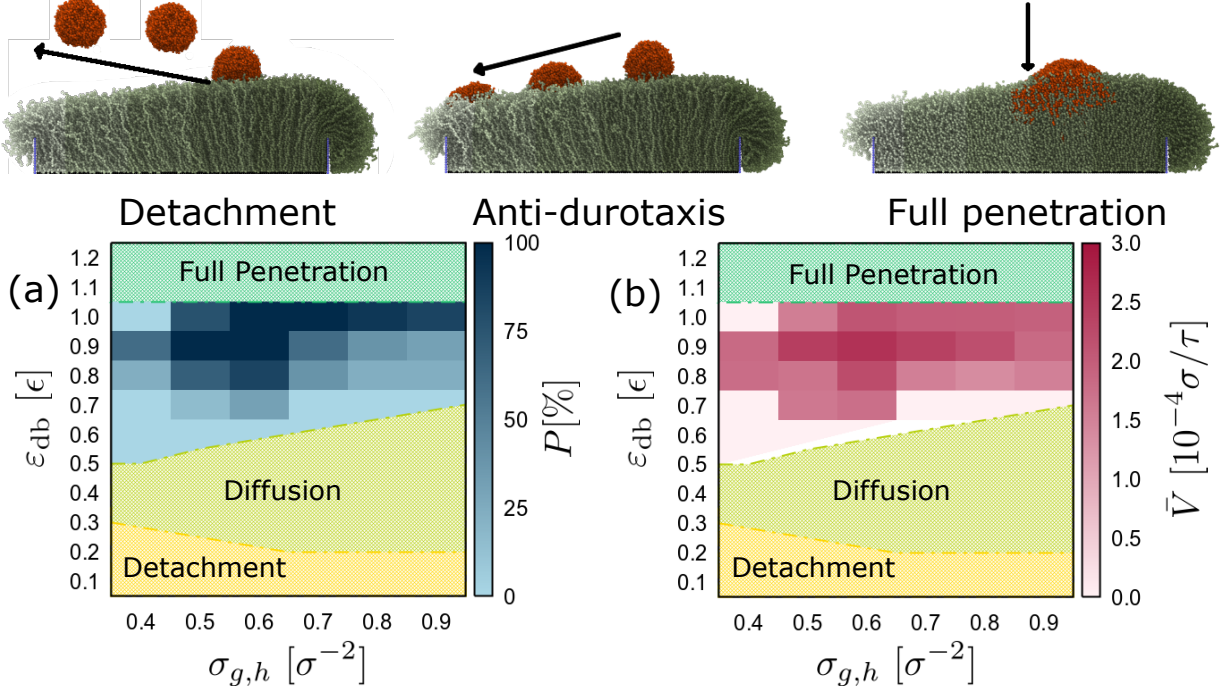 Detachment Anti-durotaxis Full penetration
(a)
1.2
1.1
1.0
0.9
0.8
0.7
0.6
0.5
0.4
0.3
0.2
0.1
ε_db [ϵ]
Full Penetration
Diffusion
Detachment
0.4 0.5 0.6 0.7 0.8 0.9
σ_{g,h} [σ^{−2}]
100
75
50
25
0
P[%]
(b)
1.2
1.1
1.0
0.9
0.8
0.7
0.6
0.5
0.4
0.3
0.2
0.1
ε_db [ϵ]
Full Penetration
Diffusion
Detachment
0.4 0.5 0.6 0.7 0.8 0.9
σ_{g,h} [σ^{−2}]
3.0
2.5
2.0
1.5
1.0
0.5
0.0
V̄ [10^{−4}σ/τ]